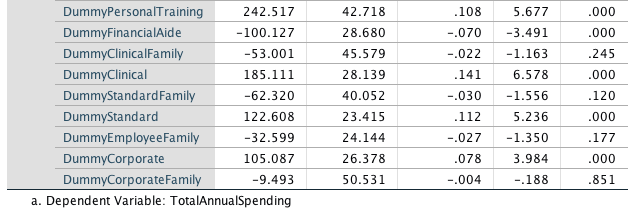 DummyPersonalTraining 242.517 42.718 .108 5.677 .000
DummyFinancialAide -100.127 28.680 -.070 -3.491 .000
DummyClinicalFamily -53.001 45.579 -.022 -1.163 .245
DummyClinical 185.111 28.139 .141 6.578 .000
DummyStandardFamily -62.320 40.052 -.030 -1.556 .120
DummyStandard 122.608 23.415 .112 5.236 .000
DummyEmployeeFamily -32.599 24.144 -.027 -1.350 .177
DummyCorporate 105.087 26.378 .078 3.984 .000
DummyCorporateFamily -9.493 50.531 -.004 -.188 .851
a. Dependent Variable: TotalAnnualSpending